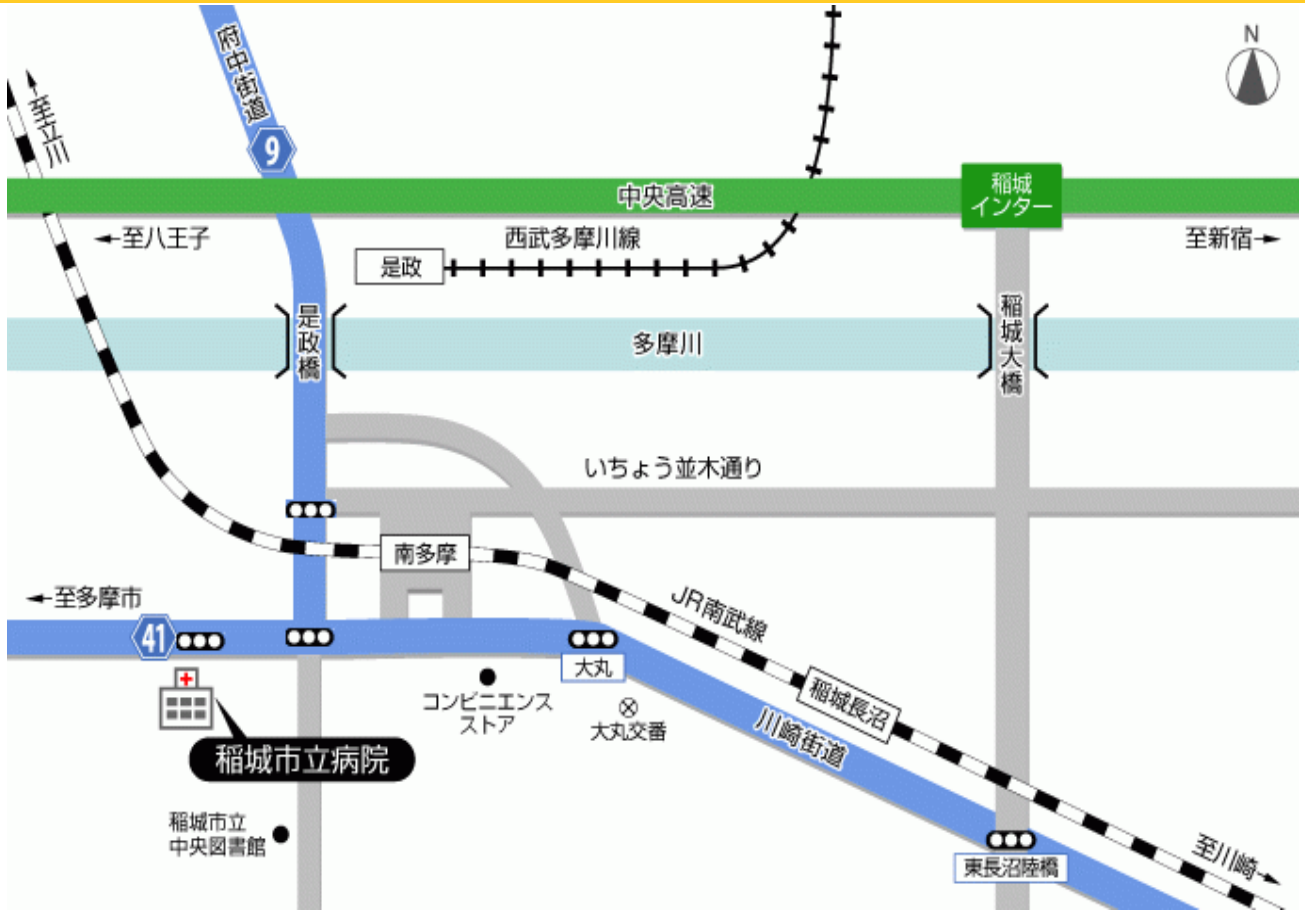 N
府中街道
←至立川
9
稲城
インター
中央高速
←至八王子
西武多摩川線
至新宿→
是政
是政橋
多摩川
稲城大橋
いちょう並木通り
南多摩
←至多摩市
JR南武線
41
大丸
稲城長沼
コンビニエンス
ストア
大丸交番
川崎街道
稲城市立病院
稲城市立
中央図書館
至川崎→
東長沼陸橋